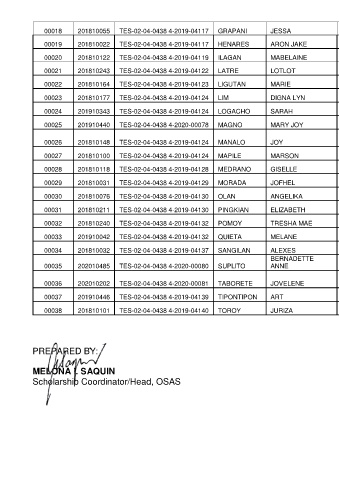 00018 201810055 TES-02-04-0438 4-2019-04117 GRAPANI JESSA
00019 201810022 TES-02-04-0438 4-2019-04117 HENARES ARON JAKE
00020 201810122 TES-02-04-0438 4-2019-04119 ILAGAN MABELAINE
00021 201810243 TES-02-04-0438 4-2019-04122 LATRE LOTLOT
00022 201810164 TES-02-04-0438 4-2019-04123 LIGUTAN MARIE
00023 201810177 TES-02-04-0438 4-2019-04124 LIM DIGNA LYN
00024 201910343 TES-02-04-0438 4-2019-04124 LOGACHO SARAH
00025 201910440 TES-02-04-0438 4-2020-00078 MAGNO MARY JOY
00026 201810148 TES-02-04-0438 4-2019-04124 MANALO JOY
00027 201810100 TES-02-04-0438 4-2019-04124 MAPILE MARSON
00028 201810118 TES-02-04-0438 4-2019-04128 MEDRANO GISELLE
00029 201810031 TES-02-04-0438 4-2019-04129 MORADA JOFHEL
00030 201810076 TES-02-04-0438 4-2019-04130 OLAN ANGELIKA
00031 201810211 TES-02-04-0438 4-2019-04130 PINGKIAN ELIZABETH
00032 201810240 TES-02-04-0438 4-2019-04132 POMOY TRESHA MAE
00033 201910042 TES-02-04-0438 4-2019-04132 QUIETA MELANE
00034 201810032 TES-02-04-0438 4-2019-04137 SANGILAN ALEXES
00035 202010485 TES-02-04-0438 4-2020-00080 SUPLITO BERNADETTE
ANNE
00036 202010202 TES-02-04-0438 4-2020-00081 TABORETE JOVELENE
00037 201910446 TES-02-04-0438 4-2019-04139 TIPONTIPON ART
00038 201810101 TES-02-04-0438 4-2019-04140 TOROY JURIZA
PREPARED BY:
MELONA I. SAQUIN
Scholarship Coordinator/Head, OSAS